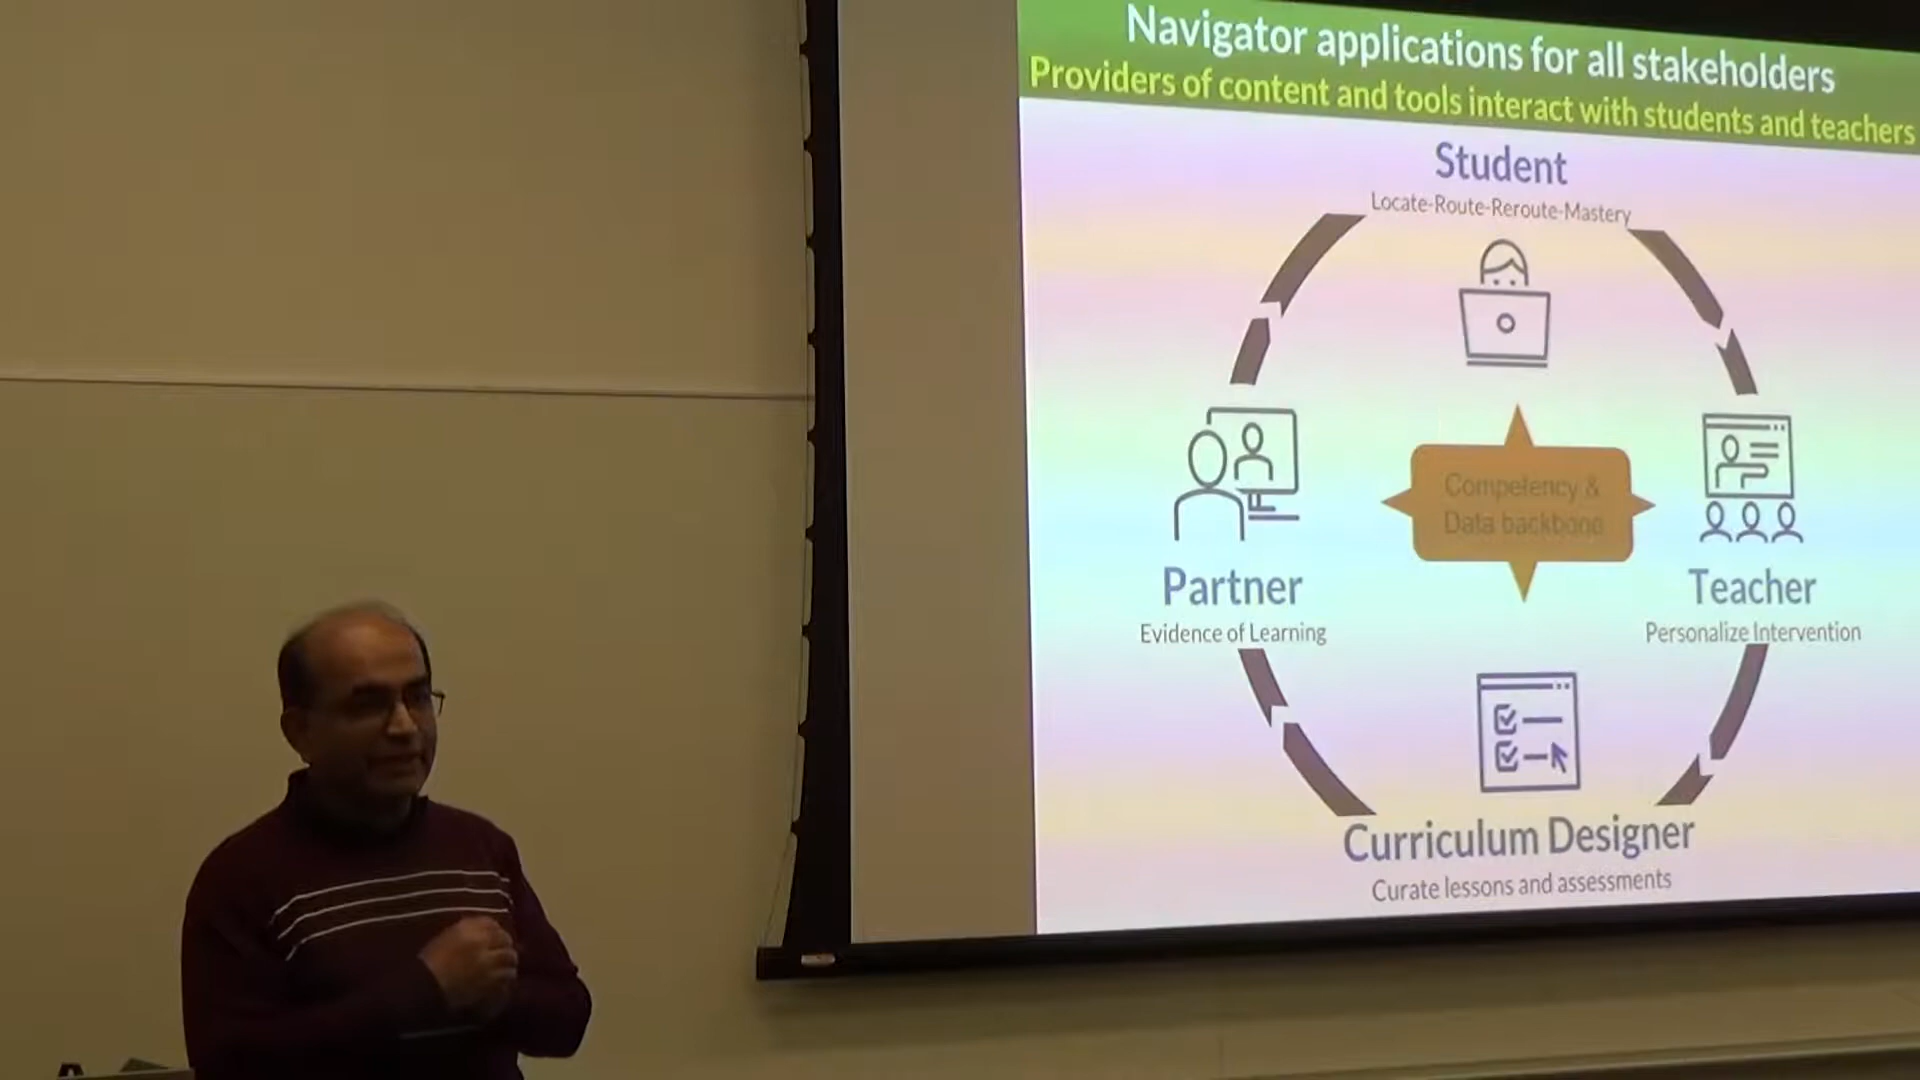 Navigator applications for all stakeholders
Providers of content and tools interact with students and teachers
Student
Locate-Route-Reroute-Mastery
Competency &
Data backbone
Partner
Evidence of Learning
Teacher
Personalize Intervention
Curriculum Designer
Curate lessons and assessments